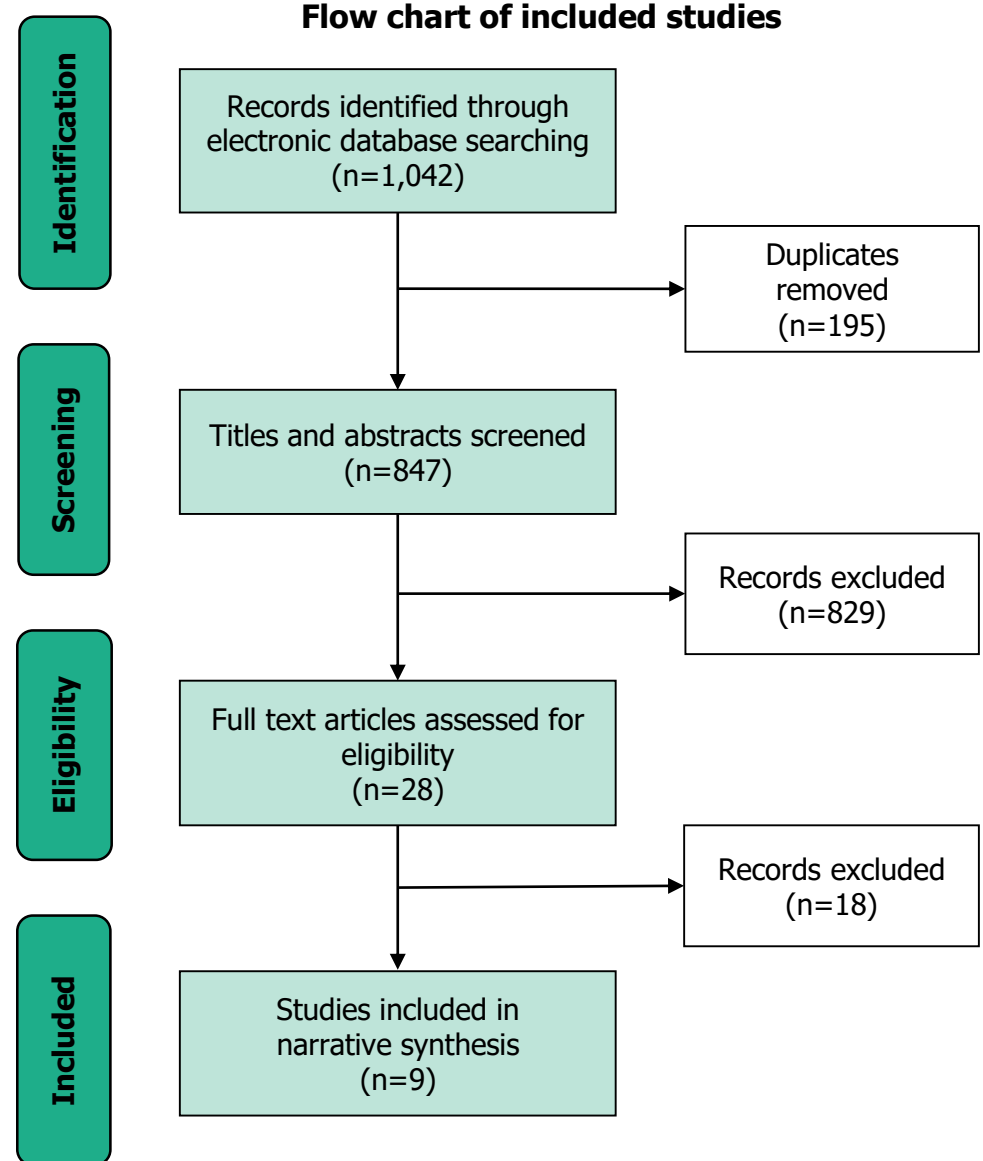 Flow chart of included studies
Identification
Records identified through
electronic database searching
(n=1,042)
Duplicates
removed
(n=195)
Screening
Titles and abstracts screened
(n=847)
Records excluded
(n=829)
Eligibility
Full text articles assessed for
eligibility
(n=28)
Records excluded
(n=18)
Included
Studies included in
narrative synthesis
(n=9)